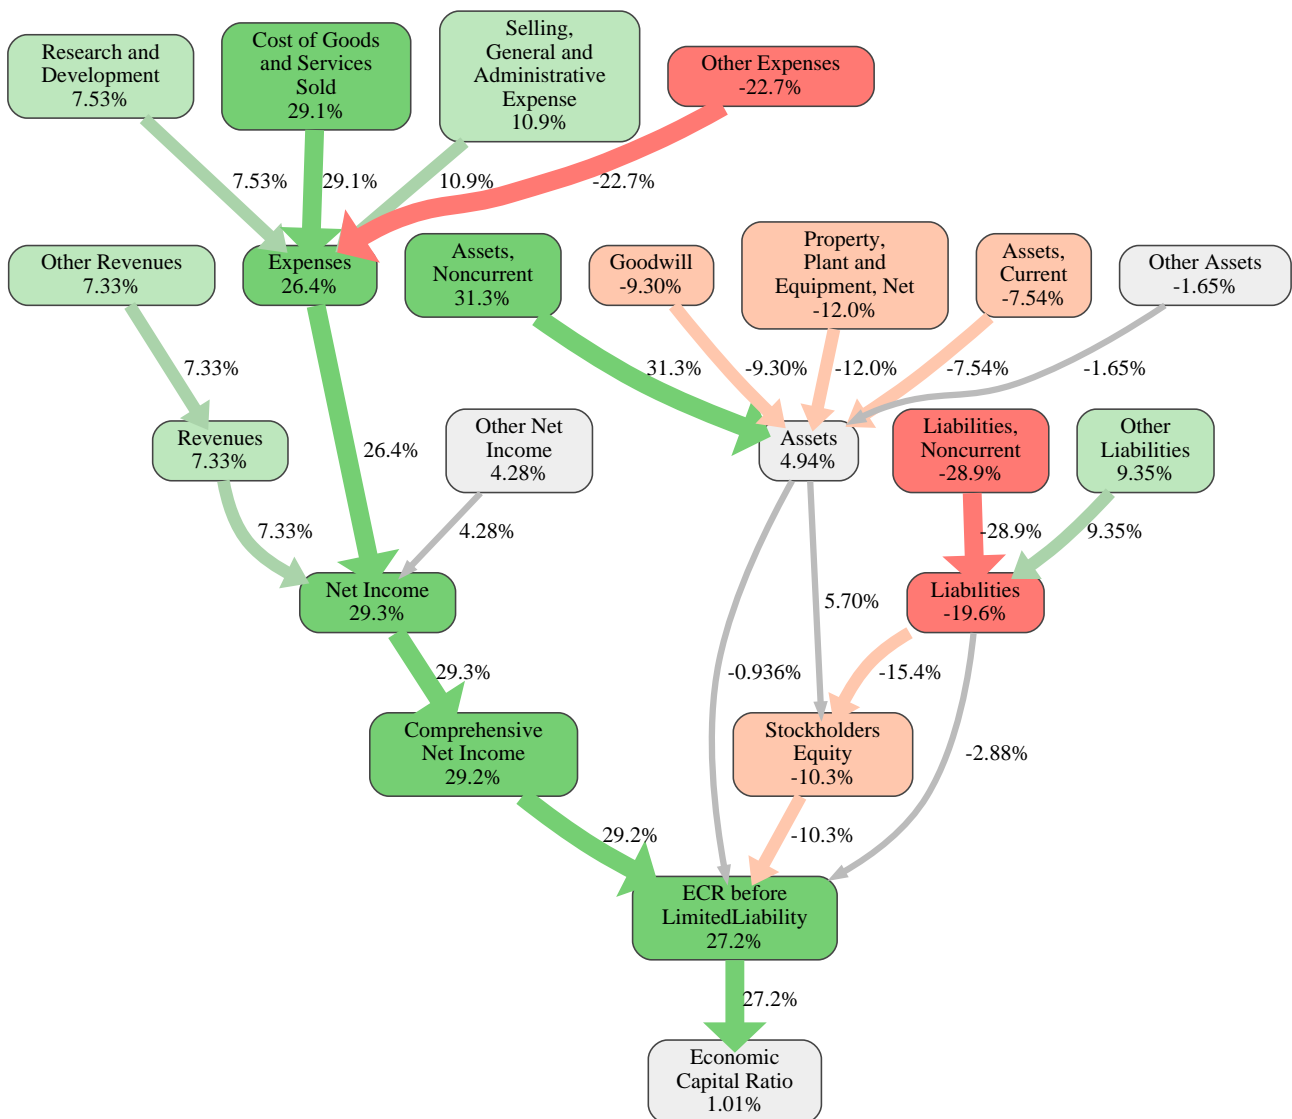 Research and
Development
7.53%
Cost of Goods
and Services
Sold
29.1%
Selling,
General and
Administrative
Expense
10.9%
Other Expenses
-22.7%
7.53%
29.1%
10.9%
-22.7%
Other Revenues
7.33%
Expenses
26.4%
Assets,
Noncurrent
31.3%
Goodwill
-9.30%
Property,
Plant and
Equipment, Net
-12.0%
Assets,
Current
-7.54%
Other Assets
-1.65%
7.33%
31.3%
-9.30%
-12.0%
-7.54%
-1.65%
Revenues
7.33%
26.4%
Other Net
Income
4.28%
Assets
4.94%
Liabilities,
Noncurrent
-28.9%
Other
Liabilities
9.35%
7.33%
4.28%
-28.9%
9.35%
Net Income
29.3%
5.70%
Liabilities
-19.6%
29.3%
-0.936%
-15.4%
Comprehensive
Net Income
29.2%
Stockholders
Equity
-10.3%
-2.88%
29.2%
-10.3%
ECR before
LimitedLiability
27.2%
27.2%
Economic
Capital Ratio
1.01%